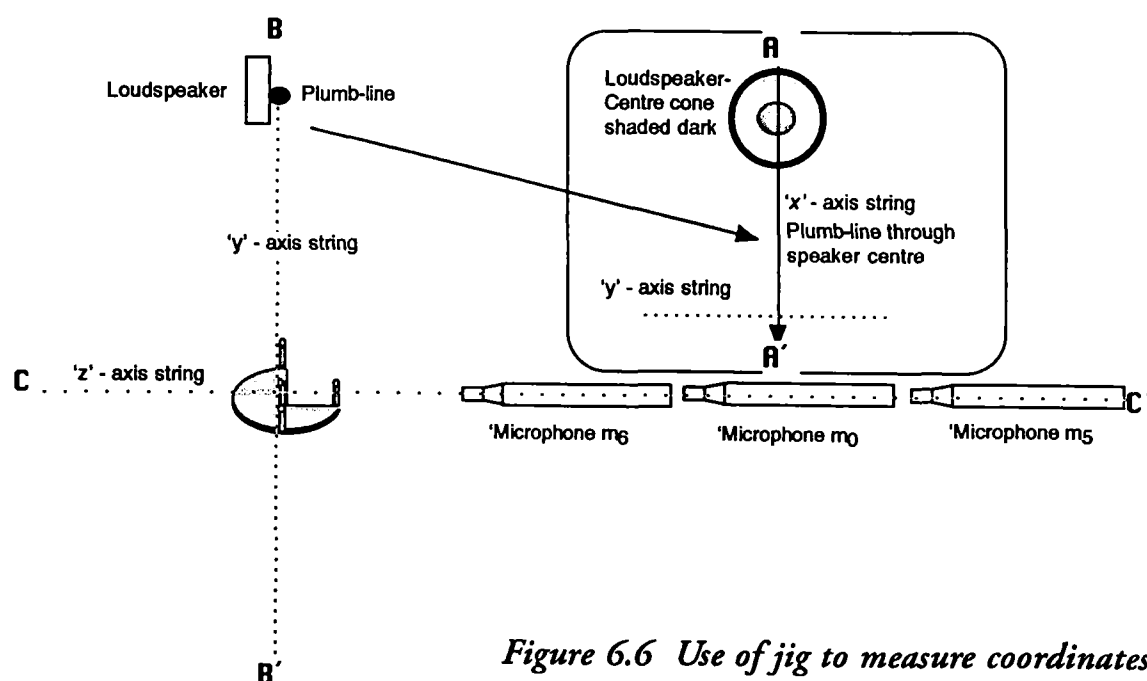 B
Loudspeaker
Plumb-line
'y' - axis string
A
Loudspeaker-
Centre cone
shaded dark
'x' - axis string
Plumb-line through
speaker centre
'y' - axis string
A′
C
'z' - axis string
C
'Microphone m6
'Microphone m0
'Microphone m5
B′
Figure 6.6 Use of jig to measure coordinates